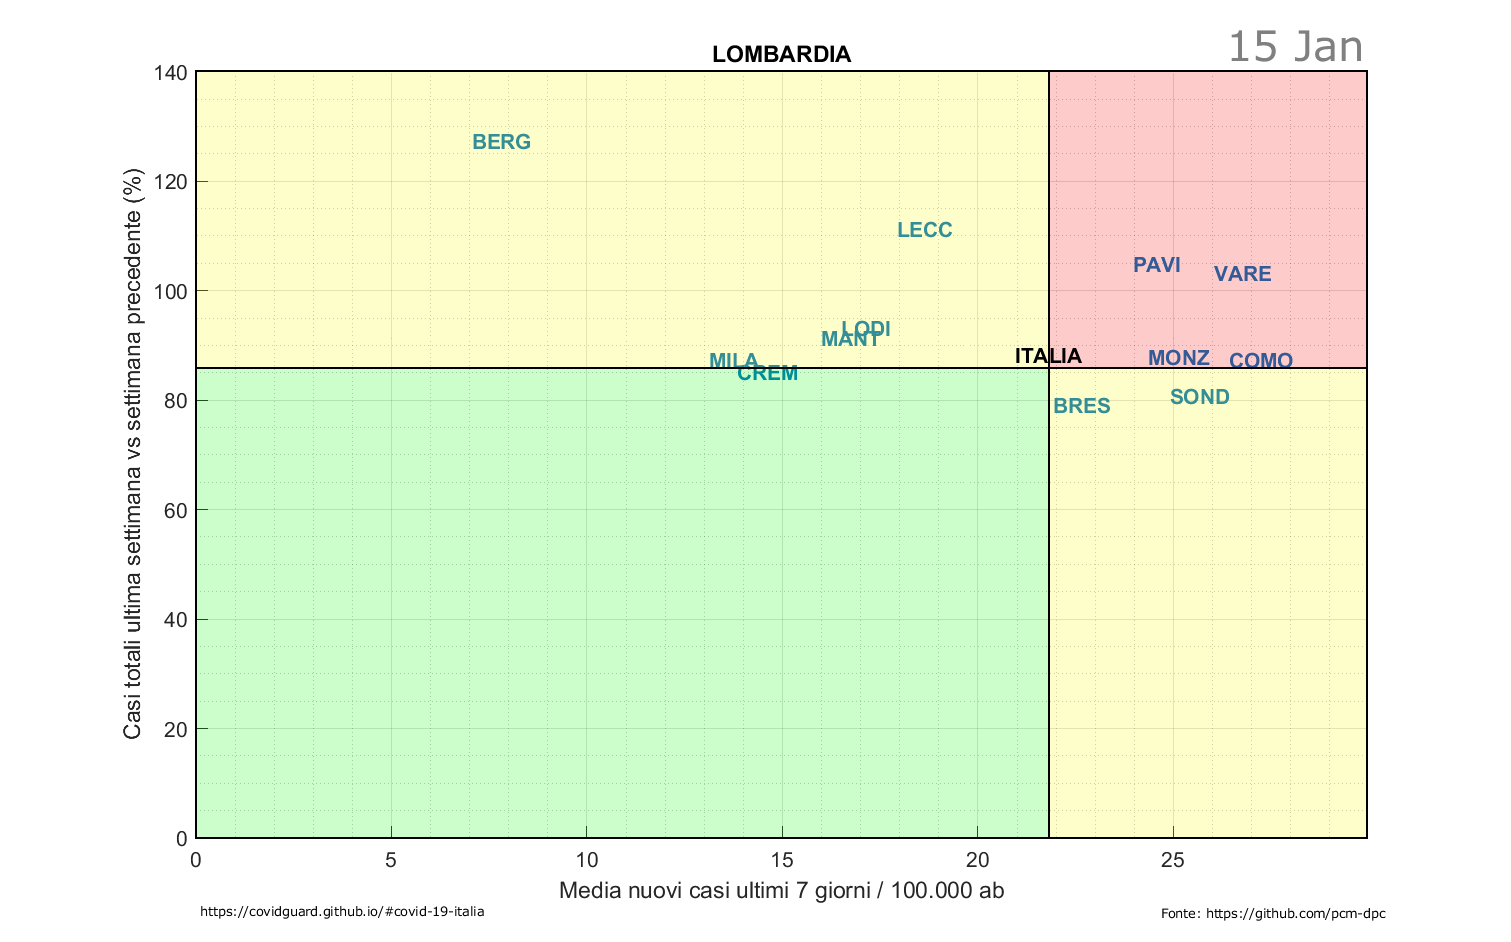 15 Jan
LOMBARDIA
140
BERG
120
LECC
PAVI
VARE
100
LODI
MANT
ITALIA
MILA
MONZ
COMO
CREM
80
SOND
BRES
60
40
20
0
Casi totali ultima settimana vs settimana precedente (%)
0 5 10 15 20 25
Media nuovi casi ultimi 7 giorni / 100.000 ab
https://covidguard.github.io/#covid-19-italia
Fonte: https://github.com/pcm-dpc